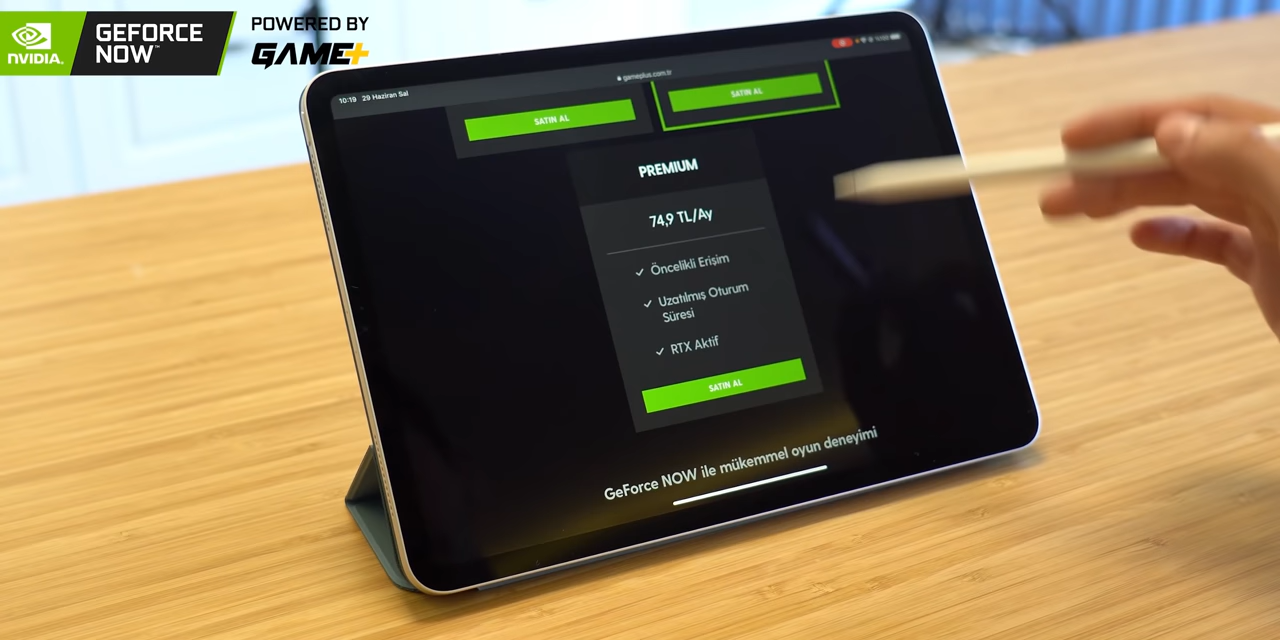 NVIDIA.
GEFORCE
NOW™
POWERED BY
GAME+
10:19 29 Haziran Sal
gameplus.com.tr
SATIN AL
SATIN AL
PREMIUM
74,9 TL/Ay
✓ Öncelikli Erişim
✓ Uzatılmış Oturum
Süresi
✓ RTX Aktif
SATIN AL
GeForce NOW ile mükemmel oyun deneyimi